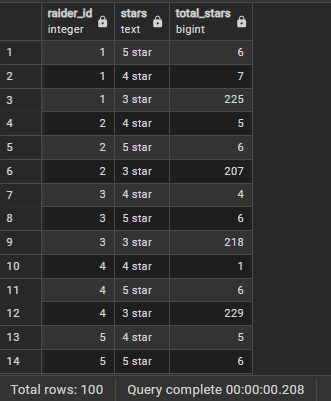 raider_id stars total_stars
integer text bigint
1 1 5 star 6
2 1 4 star 7
3 1 3 star 225
4 2 4 star 5
5 2 5 star 6
6 2 3 star 207
7 3 4 star 4
8 3 5 star 6
9 3 3 star 218
10 4 4 star 1
11 4 5 star 6
12 4 3 star 229
13 5 4 star 5
14 5 5 star 6
Total rows: 100 Query complete 00:00:00.208